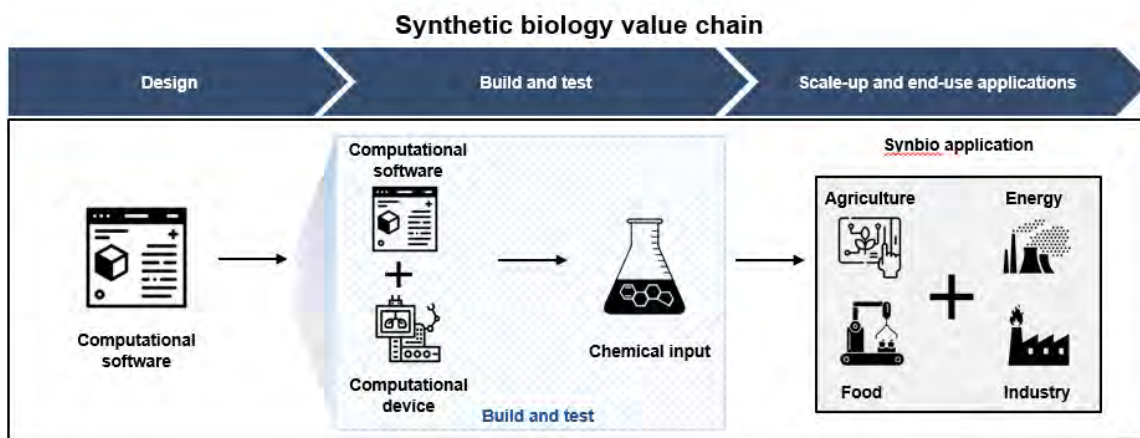 Synthetic biology value chain
Design
Build and test
Scale-up and end-use applications
Computational
software
Computational
software
Computational
device
Build and test
Chemical input
Synbio application
Agriculture
Energy
Food
Industry